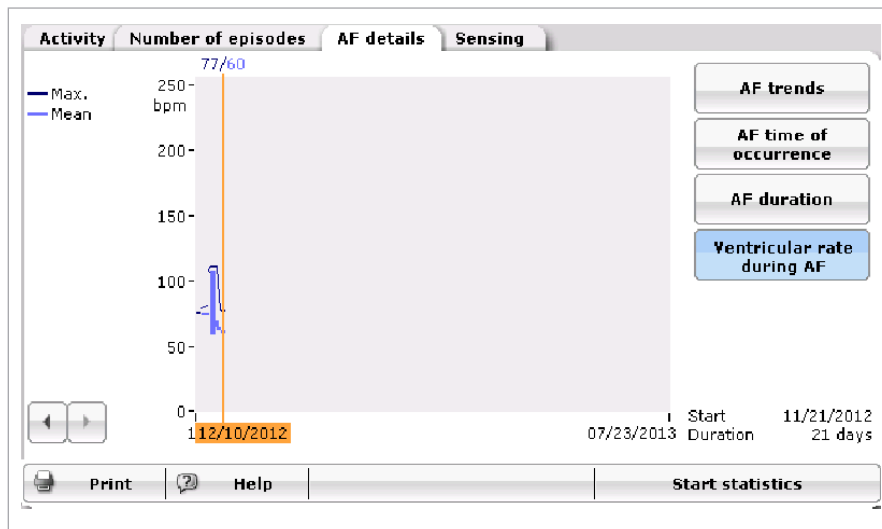 Activity Number of episodes AF details Sensing
77/60
Max.
Mean
250
bpm
200
150
100
50
0
AF trends
AF time of
occurrence
AF duration
Ventricular rate
during AF
1 12/10/2012
07/23/2013
Start 11/21/2012
Duration 21 days
Print Help Start statistics